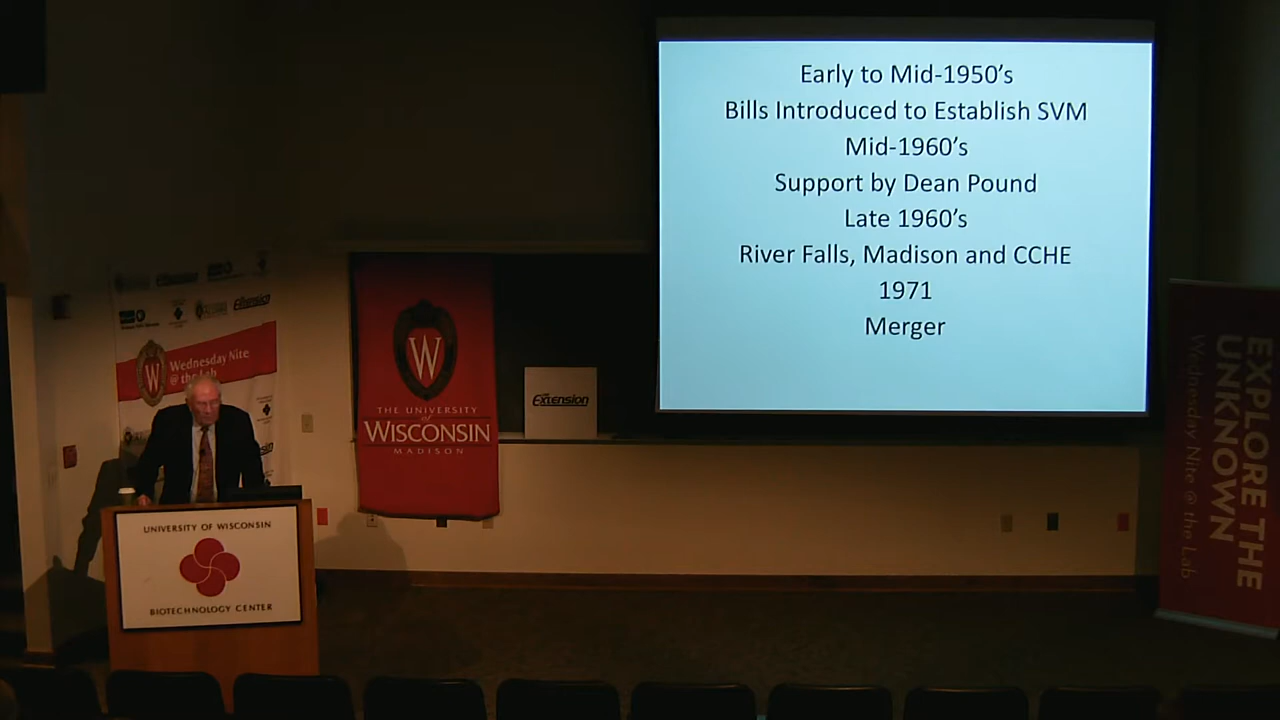 Early to Mid-1950's
Bills Introduced to Establish SVM
Mid-1960's
Support by Dean Pound
Late 1960's
River Falls, Madison and CCHE
1971
Merger
Extension
Wednesday Nite
@ the Lab
W
W
THE UNIVERSITY
of
WISCONSIN
MADISON
Extension
UNIVERSITY OF WISCONSIN
BIOTECHNOLOGY CENTER
EXPLORE THE
UNKNOWN
Wednesday Nite @ the Lab